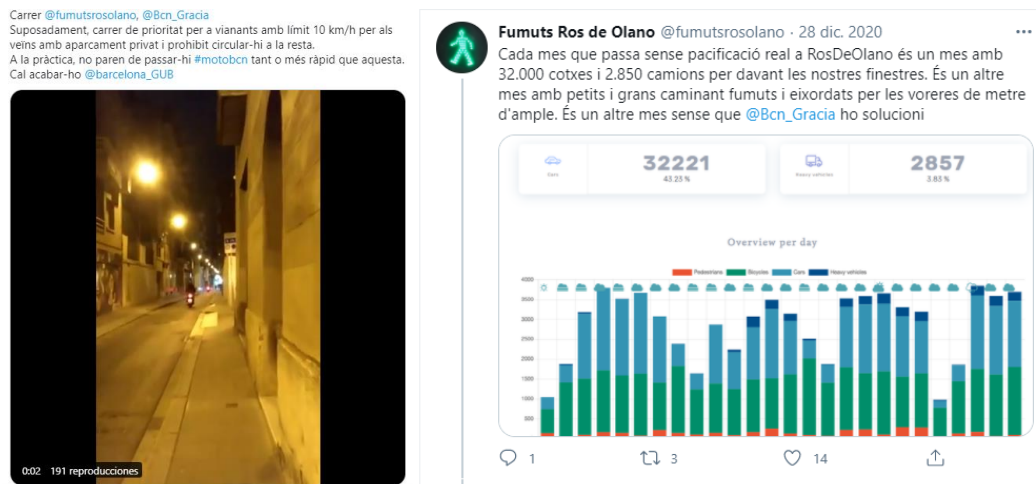 Carrer @fumutsrosolano, @Bcn_Gracia
Suposadament, carrer de prioritat per a vianants amb límit 10 km/h per als
veïns amb aparcament privat i prohibit circular-hi a la resta.
A la pràctica, no paren de passar-hi #motobcn tant o més ràpid que aquesta.
Cal acabar-ho @barcelona_GUB
0:02 191 reproducciones
Fumuts Ros de Olano @fumutsrosolano · 28 dic. 2020
Cada mes que passa sense pacificació real a RosDeOlano és un mes amb
32.000 cotxes i 2.850 camions per davant les nostres finestres. És un altre
mes amb petits i grans caminant fumuts i eixordats per les voreres de metre
d'ample. És un altre mes sense que @Bcn_Gracia ho solucioni
Cars
32221
43.23 %
Heavy vehicles
2857
3.83 %
Overview per day
Pedestrians Bicycles Cars Heavy vehicles
4000
3500
3000
2500
2000
1500
1000
500
1 3 14